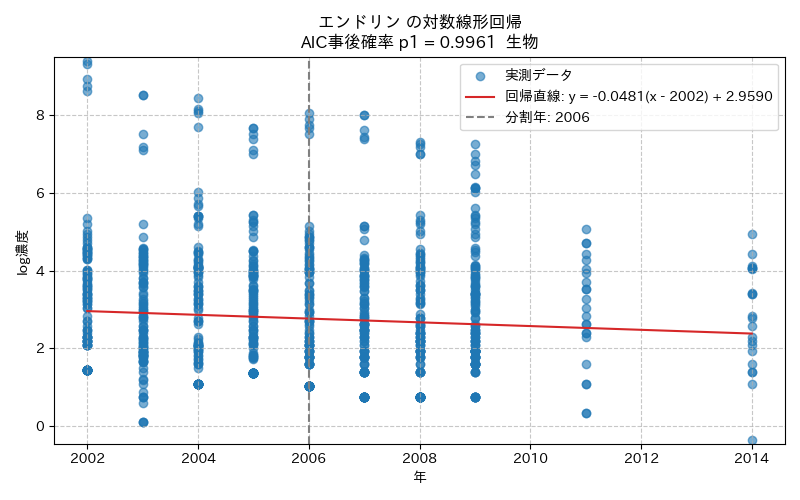 エンドリン の対数線形回帰
AIC事後確率 p1 = 0.9961  生物
実測データ
回帰直線: y = -0.0481(x - 2002) + 2.9590
分割年: 2006
log濃度
8
6
4
2
0
2002 2004 2006 2008 2010 2012 2014
年